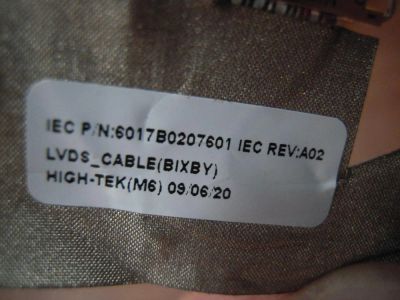 IEC P/N:6017B0207601 IEC REV:A02
LVDS_CABLE(BIXBY)
HIGH-TEK(M6) 09/06/20